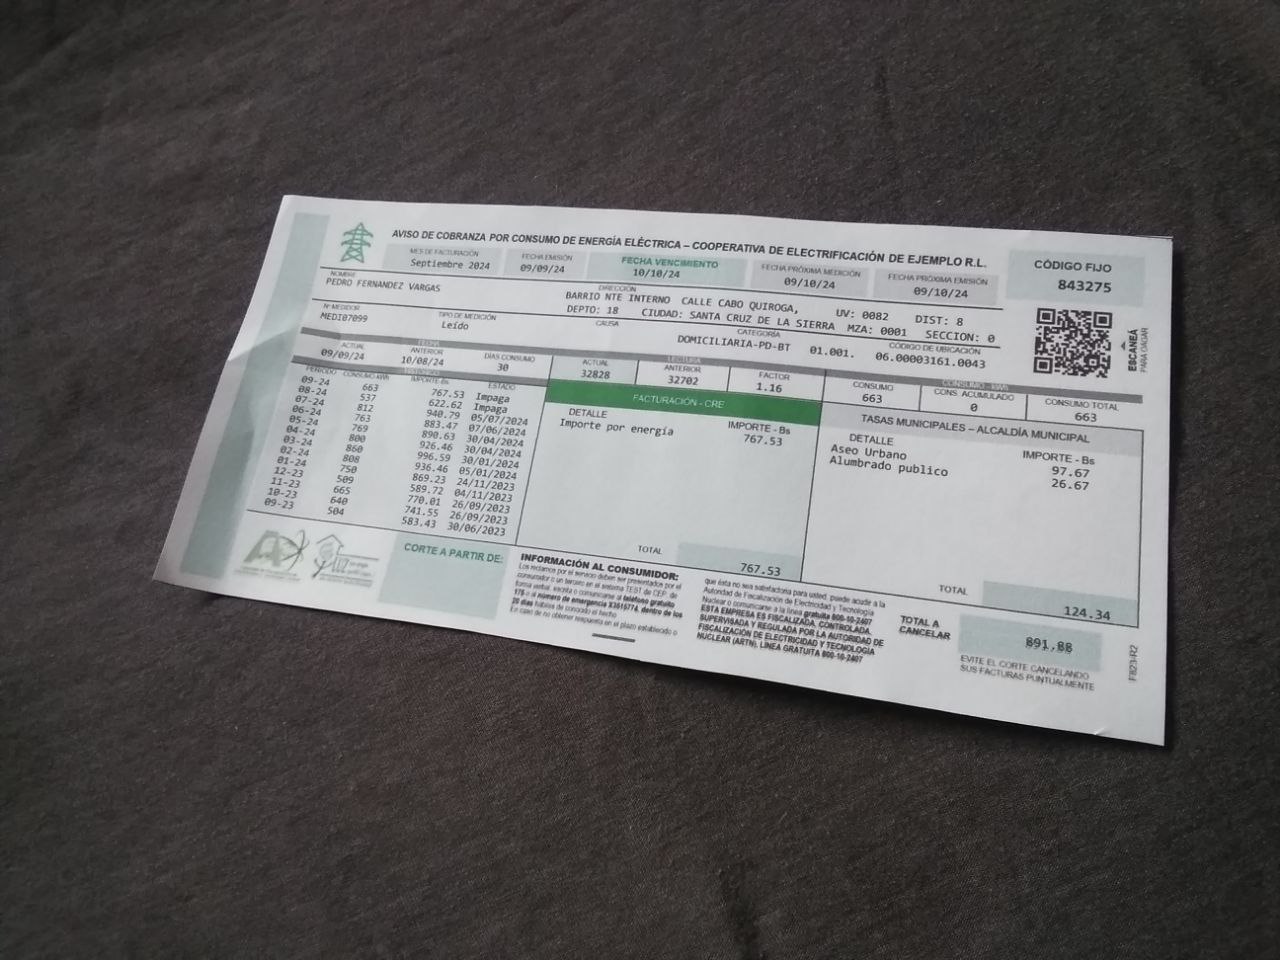 AVISO DE COBRANZA POR CONSUMO DE ENERGÍA ELÉCTRICA – COOPERATIVA DE ELECTRIFICACIÓN DE EJEMPLO R.L.
MES DE FACTURACIÓN FECHA EMISIÓN FECHA VENCIMIENTO FECHA PRÓXIMA MEDICIÓN FECHA PRÓXIMA EMISIÓN
Septiembre 2024 09/09/24 10/10/24 09/10/24 09/10/24
CÓDIGO FIJO
843275
NOMBRE
PEDRO FERNANDEZ VARGAS
DIRECCIÓN
BARRIO NTE INTERNO CALLE CABO QUIROGA, UV: 0082 DIST: 8
DEPTO: 18 CIUDAD: SANTA CRUZ DE LA SIERRA MZA: 0001 SECCION: 0
ESCANEÁ
PARA PAGAR
N° MEDIDOR TIPO DE MEDICIÓN CAUSA CATEGORÍA CÓDIGO DE UBICACIÓN
MEDI07099 Leído DOMICILIARIA-PD-BT 01.001. 06.00003161.0043
FECHA LECTURA CONSUMO - kWh
ACTUAL ANTERIOR DÍAS CONSUMO ACTUAL ANTERIOR FACTOR CONSUMO CONS. ACUMULADO CONSUMO TOTAL
09/09/24 10/08/24 30 32828 32702 1.16 663 0 663
PERÍODO CONSUMO-kWh IMPORTE-Bs ESTADO
09-24 663 767.53 Impaga
08-24 537 622.62 Impaga
07-24 812 940.79 05/07/2024
06-24 763 883.47 07/06/2024
05-24 769 890.63 30/04/2024
04-24 800 926.46 30/04/2024
03-24 860 996.59 30/01/2024
02-24 808 936.46 05/01/2024
01-24 750 869.23 24/11/2023
12-23 509 589.72 04/11/2023
11-23 665 770.01 26/09/2023
10-23 640 741.55 26/09/2023
09-23 504 583.43 30/06/2023
FACTURACIÓN - CRE
DETALLE IMPORTE - Bs
Importe por energía 767.53
TOTAL 767.53
TASAS MUNICIPALES – ALCALDÍA MUNICIPAL
DETALLE IMPORTE - Bs
Aseo Urbano 97.67
Alumbrado publico 26.67
TOTAL 124.34
CORTE A PARTIR DE:
INFORMACIÓN AL CONSUMIDOR:
Los reclamos por el servicio deben ser presentados por el
consumidor o un tercero en el sistema TEST de CEP, de
forma verbal, escrita o comunicarse al teléfono gratuito
175 o al número de emergencia X3515774, dentro de los
20 días hábiles de conocido el hecho.
En caso de no obtener respuesta en el plazo establecido o
que ésta no sea satisfactoria para usted, puede acudir a la
Autoridad de Fiscalización de Electricidad y Tecnología
Nuclear o comunicarse a la línea gratuita 800-10-2407
ESTA EMPRESA ES FISCALIZADA, CONTROLADA,
SUPERVISADA Y REGULADA POR LA AUTORIDAD DE
FISCALIZACIÓN DE ELECTRICIDAD Y TECNOLOGÍA
NUCLEAR (AETN), LÍNEA GRATUITA 800-10-2407
TOTAL A
CANCELAR
891,88
EVITE EL CORTE CANCELANDO
SUS FACTURAS PUNTUALMENTE
FB23-R2